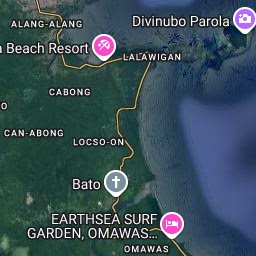 ALANG-ALANG
Divinubo Parola
a Beach Resort
LALAWIGAN
CABONG
CAN-ABONG
LOCSO-ON
Bato
EARTHSEA SURF
GARDEN, OMAWAS...
OMAWAS